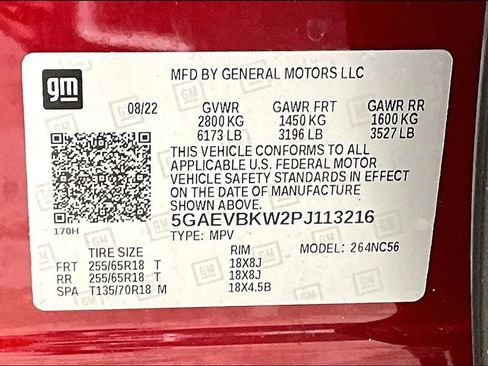 gm
MFD BY GENERAL MOTORS LLC
08/22 GVWR GAWR FRT GAWR RR
2800 KG 1450 KG 1600 KG
6173 LB 3196 LB 3527 LB
THIS VEHICLE CONFORMS TO ALL
APPLICABLE U.S. FEDERAL MOTOR
VEHICLE SAFETY STANDARDS IN EFFECT
ON THE DATE OF MANUFACTURE
SHOWN ABOVE.
170H
5GAEVBKW2PJ113216
TYPE: MPV MODEL: 264NC56
TIRE SIZE RIM
FRT 255/65R18 T 18X8J
RR 255/65R18 T 18X8J
SPA T135/70R18 M 18X4.5B